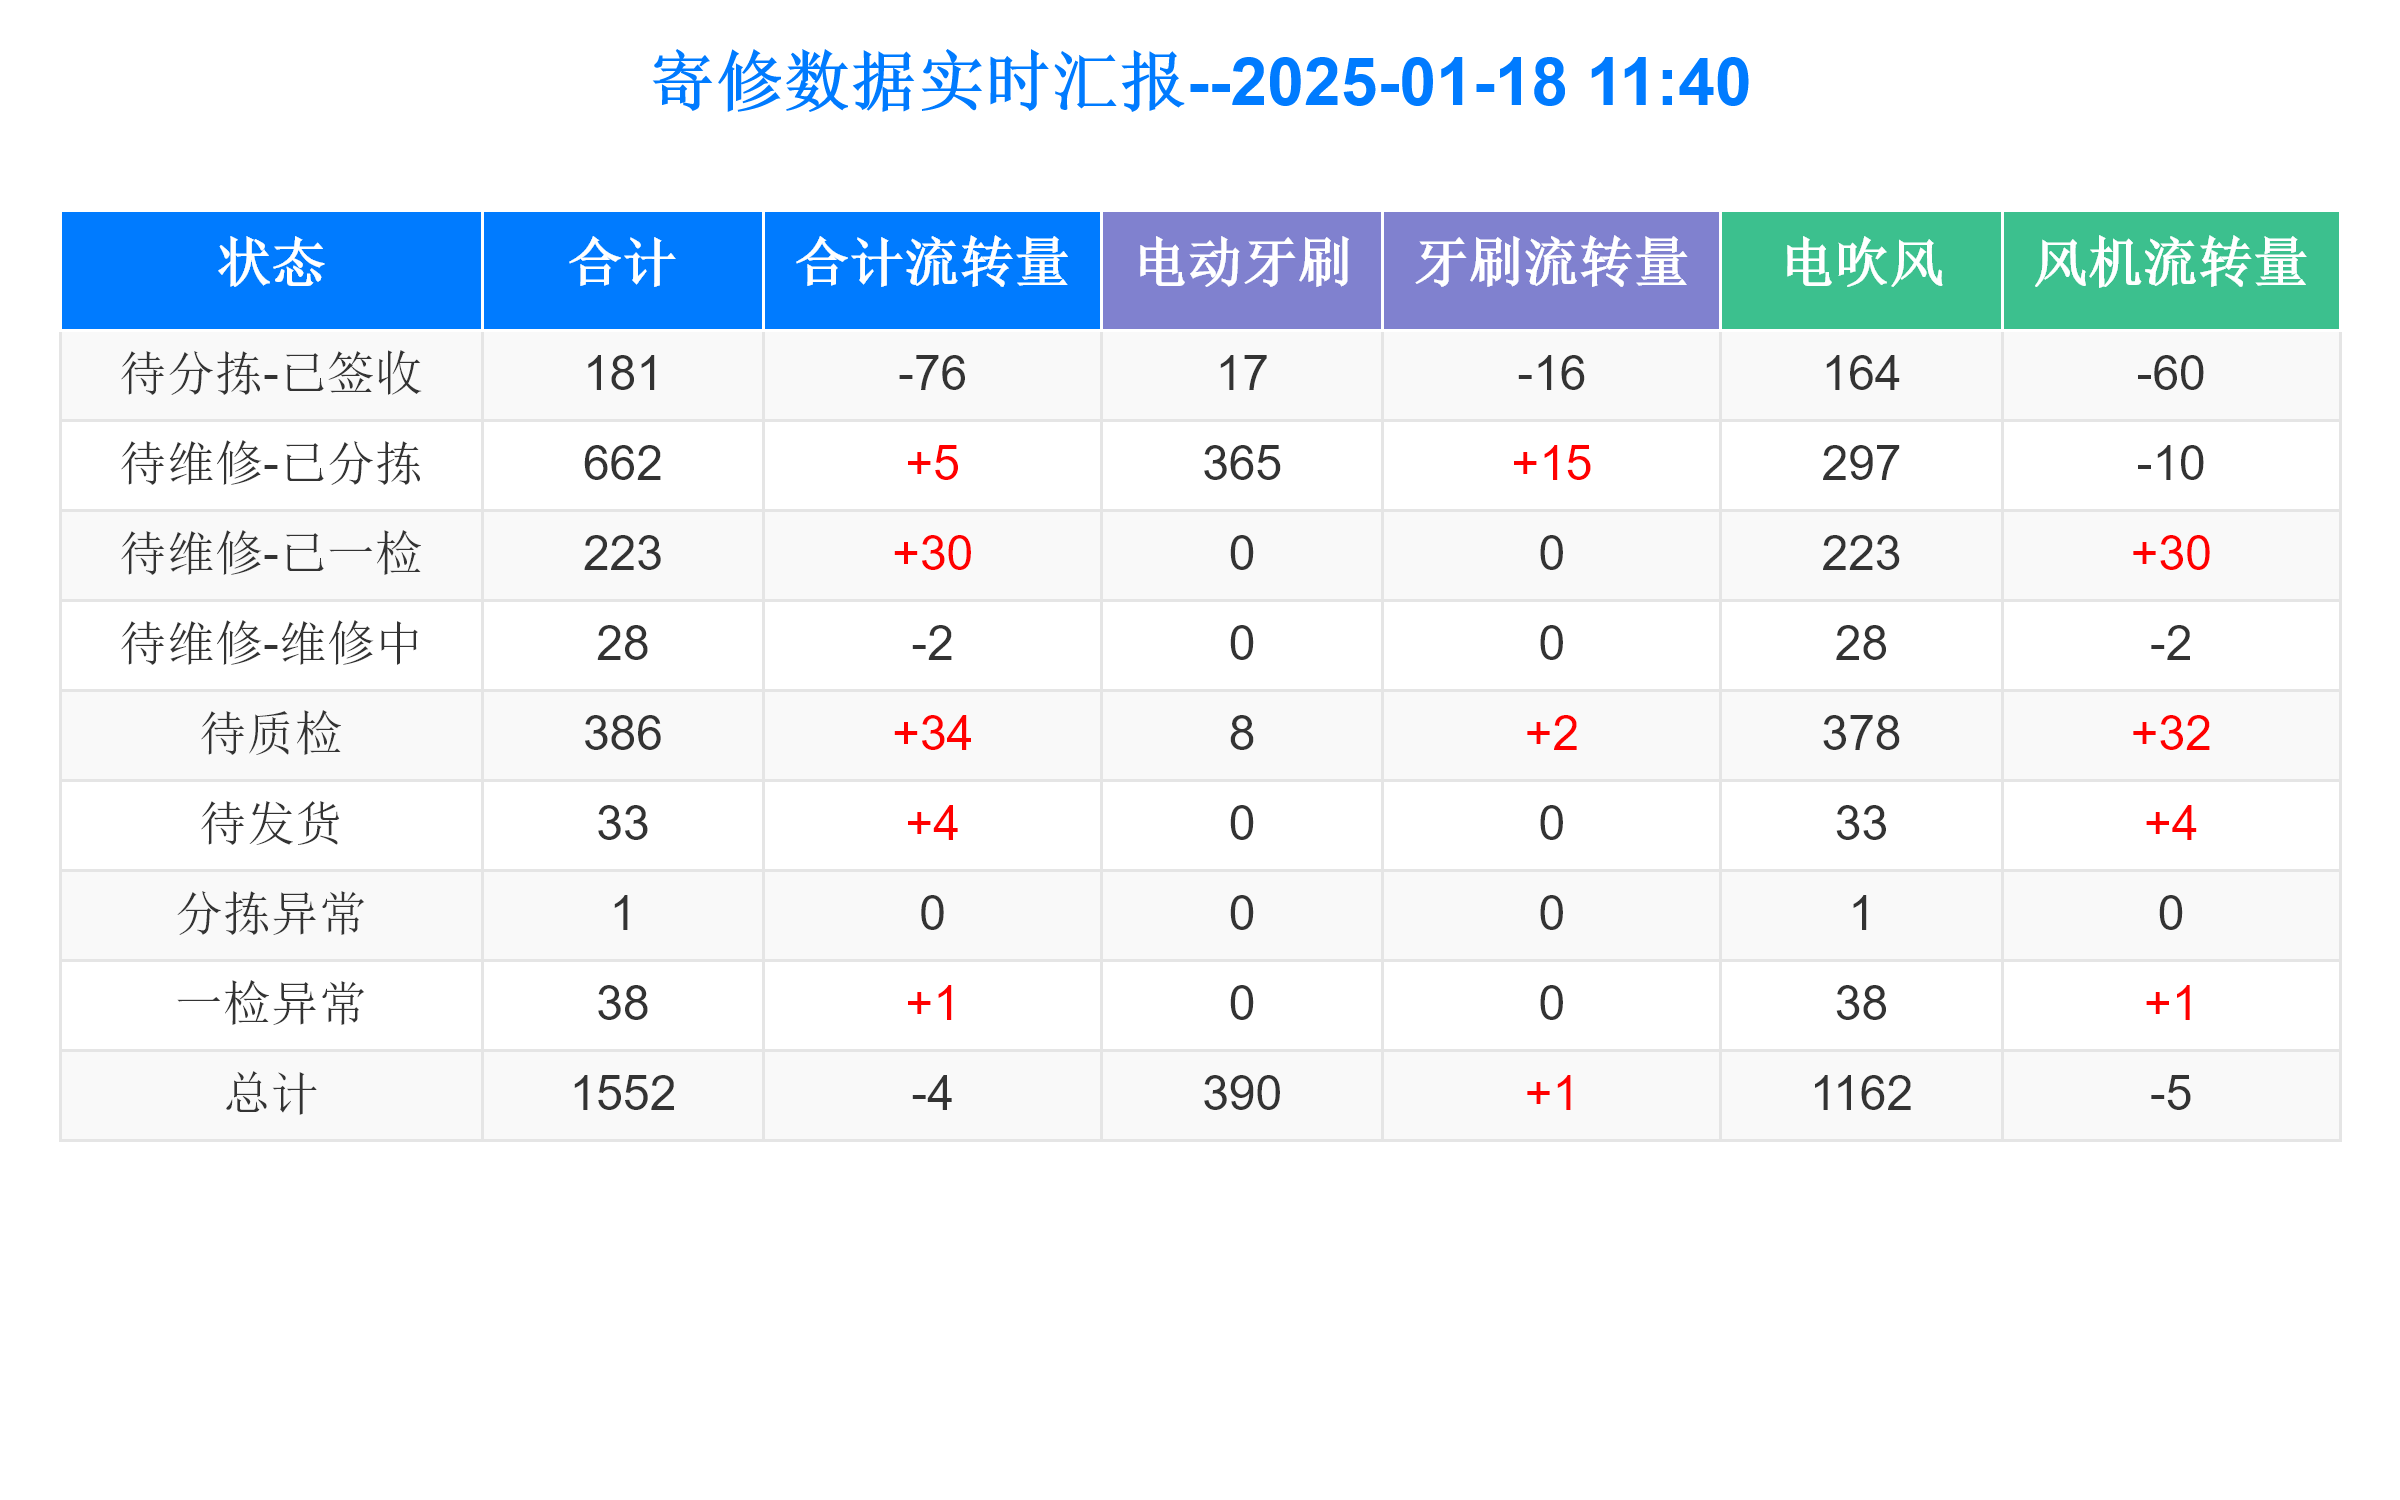 寄修数据实时汇报--2025-01-18 11:40
状态 合计 合计流转量 电动牙刷 牙刷流转量 电吹风 风机流转量
待分拣-已签收 181 -76 17 -16 164 -60
待维修-已分拣 662 +5 365 +15 297 -10
待维修-已一检 223 +30 0 0 223 +30
待维修-维修中 28 -2 0 0 28 -2
待质检 386 +34 8 +2 378 +32
待发货 33 +4 0 0 33 +4
分拣异常 1 0 0 0 1 0
一检异常 38 +1 0 0 38 +1
总计 1552 -4 390 +1 1162 -5